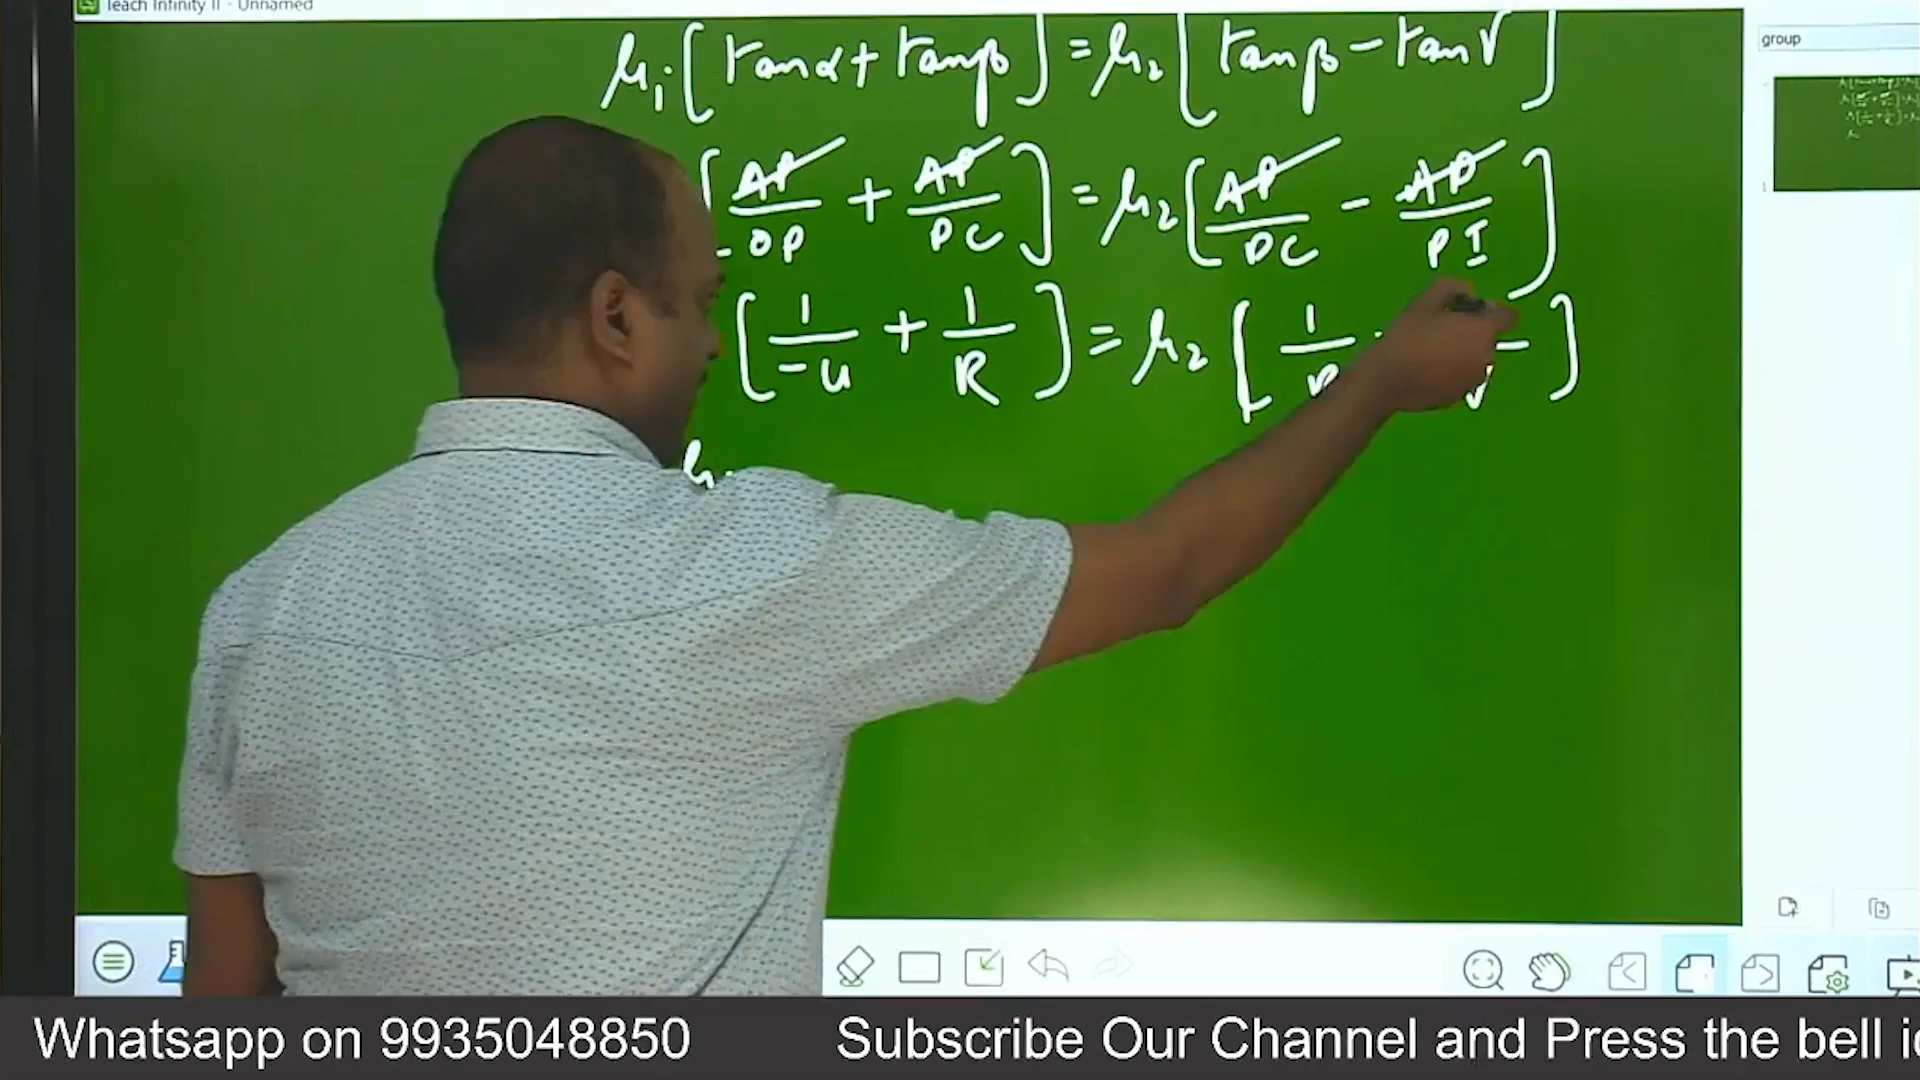 Teach Infinity II - Unnamed
group
μ₁[tanα + tanβ] = μ₂[tanβ - tanγ]
[AP/OP + AP/PC] = μ₂[AP/PC - AP/PI]
[1/-u + 1/R] = μ₂[1/R
1
Whatsapp on 9935048850
Subscribe Our Channel and Press the bell